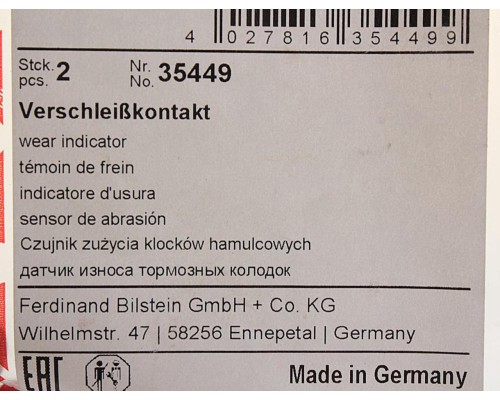 4 027816 354499
Stck. pcs. 2 Nr. No. 35449
Verschleißkontakt
wear indicator
témoin de frein
indicatore d'usura
sensor de abrasión
Czujnik zużycia klocków hamulcowych
датчик износа тормозных колодок
Ferdinand Bilstein GmbH + Co. KG
Wilhelmstr. 47 | 58256 Ennepetal | Germany
EAC Made in Germany